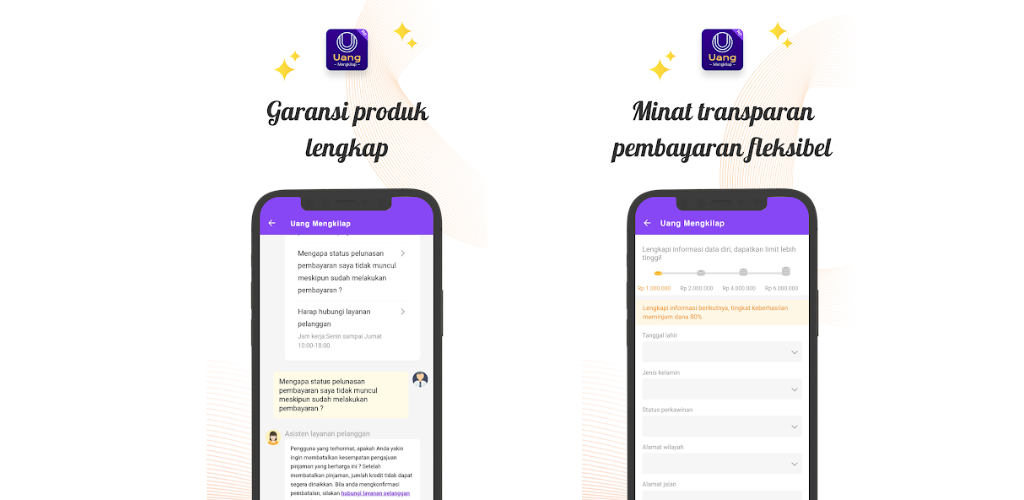 Uang
Mengkilap
Garansi produk
lengkap
Uang Mengkilap
Mengapa status pelunasan
pembayaran saya tidak muncul
meskipun sudah melakukan
pembayaran ?
Harap hubungi layanan
pelanggan
Jam kerja:Senin sampai Jumat
10:00-18:00
Mengapa status pelunasan
pembayaran saya tidak muncul
meskipun sudah melakukan
pembayaran ?
Asisten layanan pelanggan
Pengguna yang terhormat, apakah Anda yakin
ingin membatalkan kesempatan pengajuan
pinjaman yang berharga ini ? Setelah
membatalkan pinjaman, jumlah kredit tidak dapat
segera dinaikkan. Bila anda mengkonfirmasi
pembatalan, silakan hubungi layanan pelanggan
Uang
Mengkilap
Minat transparan
pembayaran fleksibel
Uang Mengkilap
Lengkapi informasi data diri, dapatkan limit lebih
tinggi!
Rp 1.000.000 Rp 2.000.000 Rp 4.000.000 Rp 6.000.000
Lengkapi informasi berikutnya, tingkat keberhasilan
meminjam dana 80%
Tanggal lahir
Jenis kelamin
Status perkawinan
Alamat wilayah
Alamat jalan